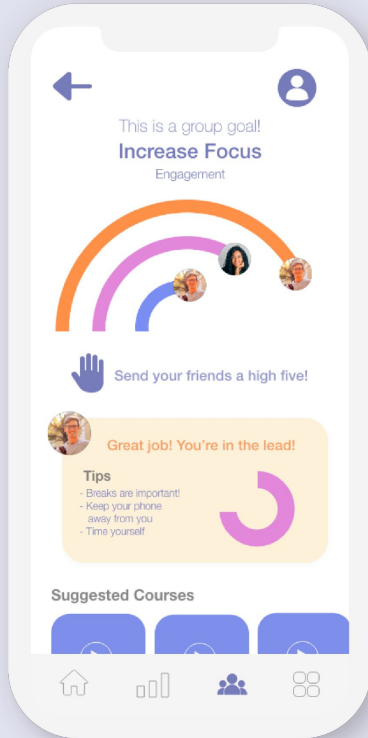 This is a group goal!
Increase Focus
Engagement
Send your friends a high five!
Great job! You're in the lead!
Tips
- Breaks are important!
- Keep your phone
away from you
- Time yourself
Suggested Courses